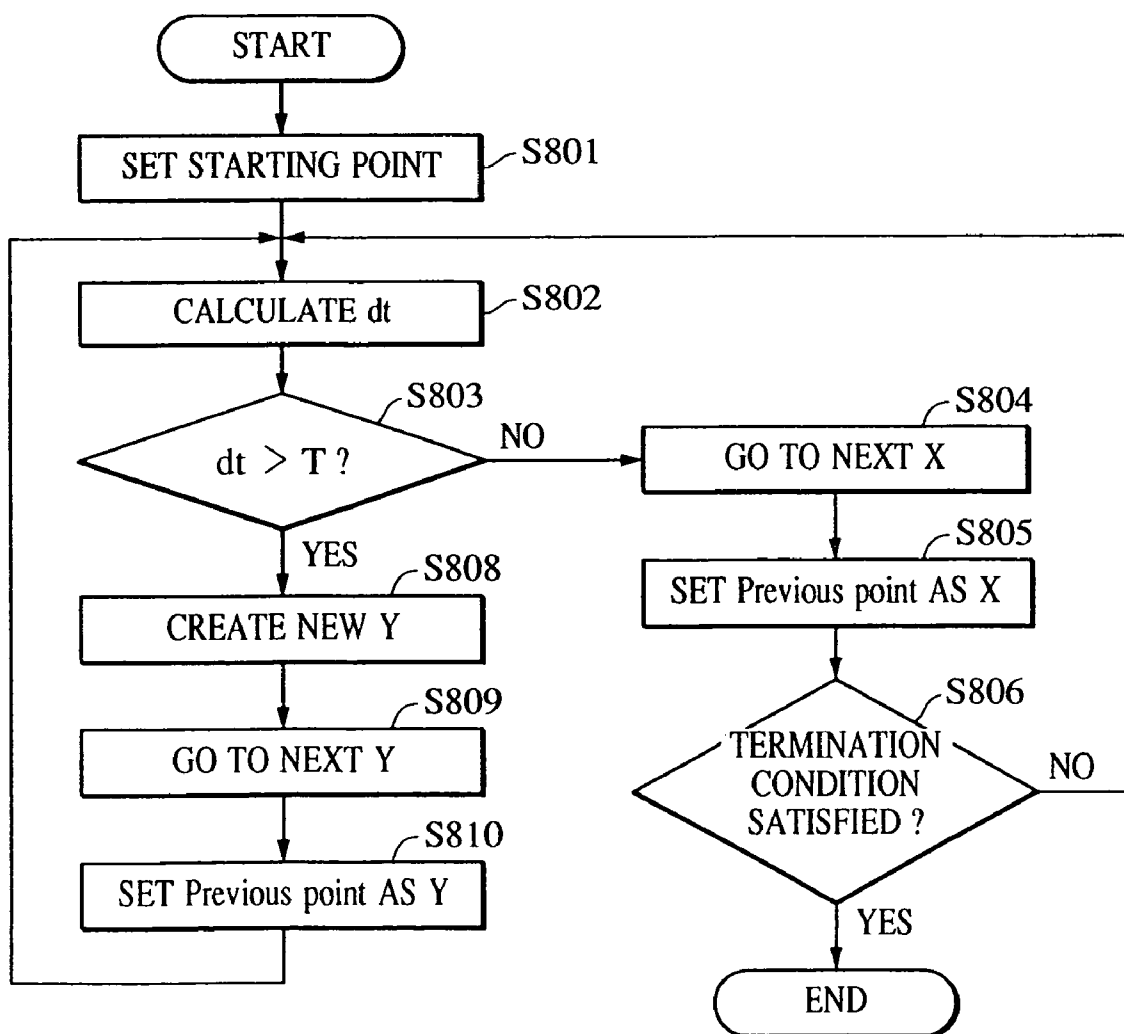 START
SET STARTING POINT
S801
CALCULATE dt
S802
dt > T ?
S803
NO
YES
GO TO NEXT X
S804
SET Previous point AS X
S805
TERMINATION
CONDITION
SATISFIED ?
S806
NO
YES
END
CREATE NEW Y
S808
GO TO NEXT Y
S809
SET Previous point AS Y
S810